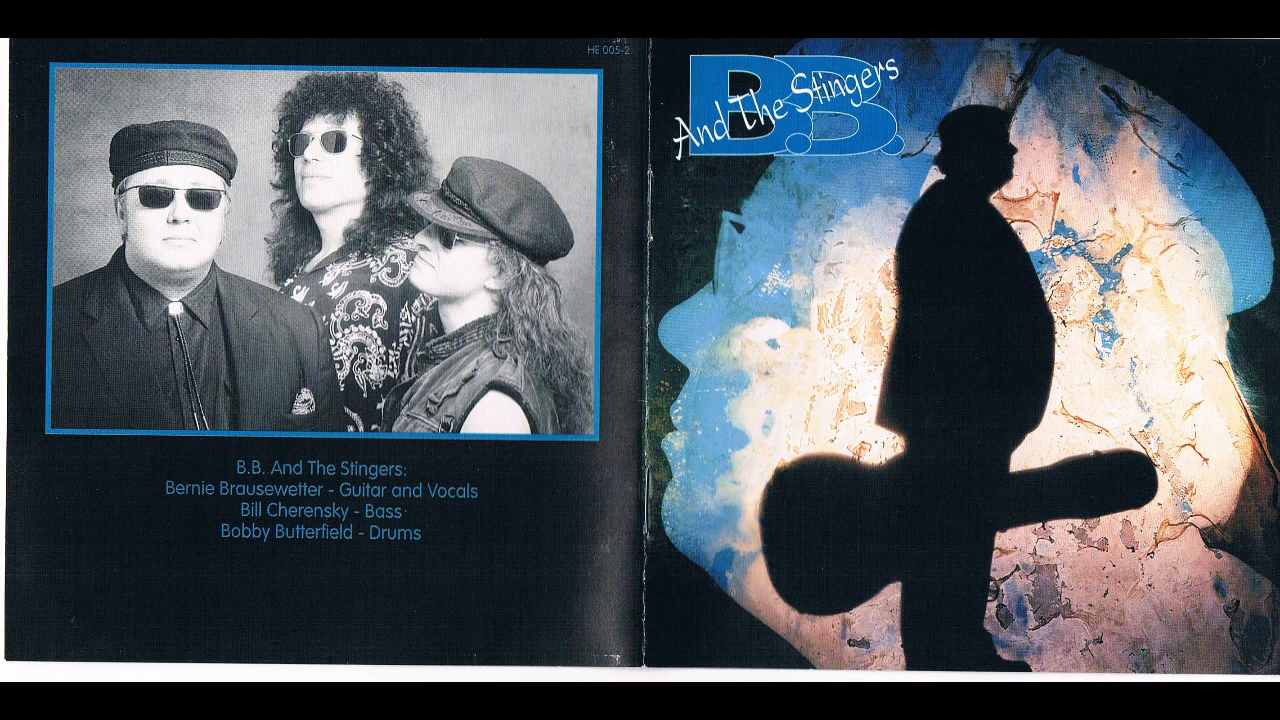 HE 005-2
B.B.
And The Stingers
B.B. And The Stingers:
Bernie Brausewetter - Guitar and Vocals
Bill Cherensky - Bass
Bobby Butterfield - Drums